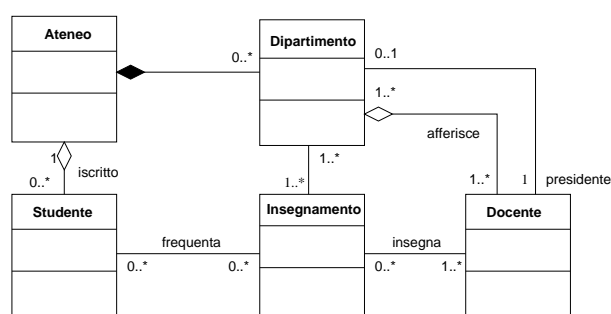 Ateneo
Dipartimento
0..*
0..1
1..*
afferisce
1
iscritto
0..*
1..*
1..*
1..*
1
presidente
Studente
Insegnamento
Docente
frequenta
insegna
0..*
0..*
0..*
1..*